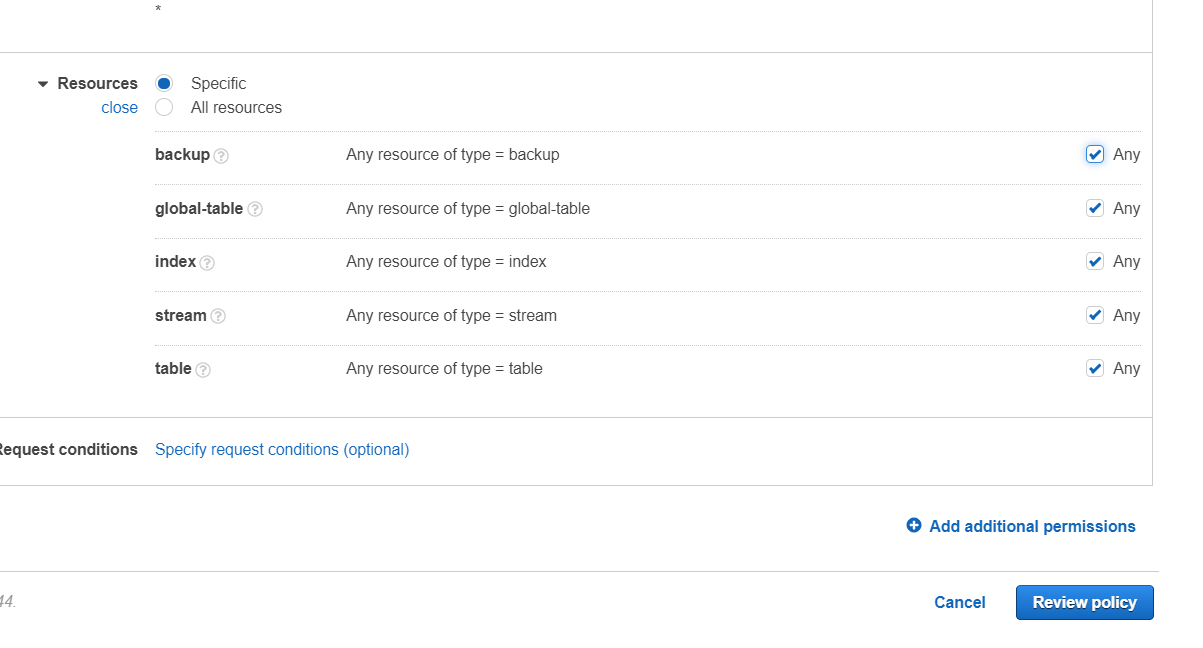 *
Resources Specific
close All resources
backup ? Any resource of type = backup Any
global-table ? Any resource of type = global-table Any
index ? Any resource of type = index Any
stream ? Any resource of type = stream Any
table ? Any resource of type = table Any
Request conditions Specify request conditions (optional)
Add additional permissions
44. Cancel Review policy